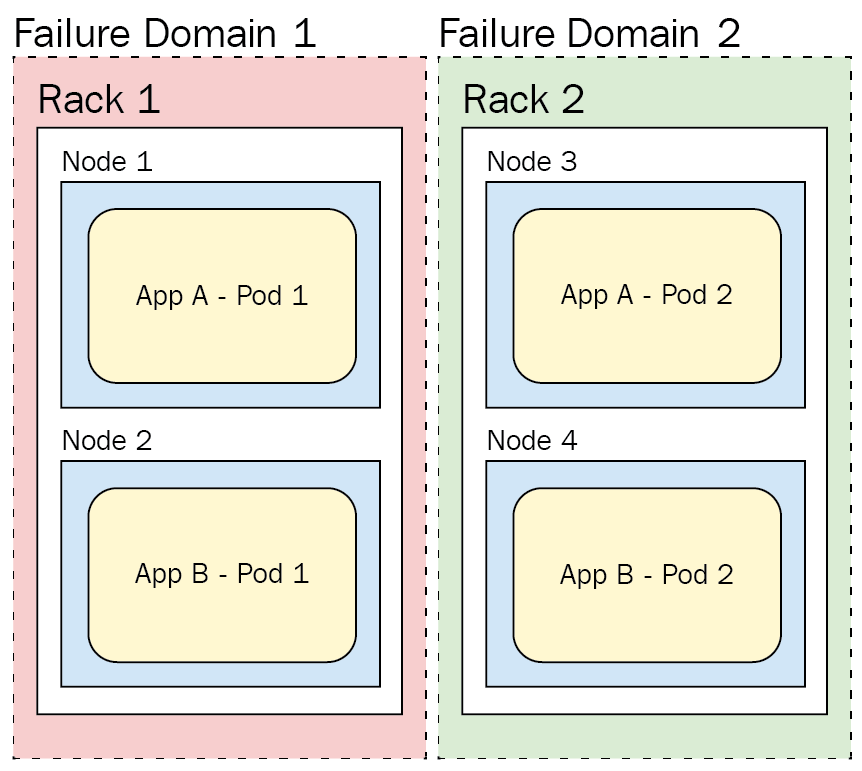 Failure Domain 1
Rack 1
Node 1
App A - Pod 1
Node 2
App B - Pod 1
Failure Domain 2
Rack 2
Node 3
App A - Pod 2
Node 4
App B - Pod 2